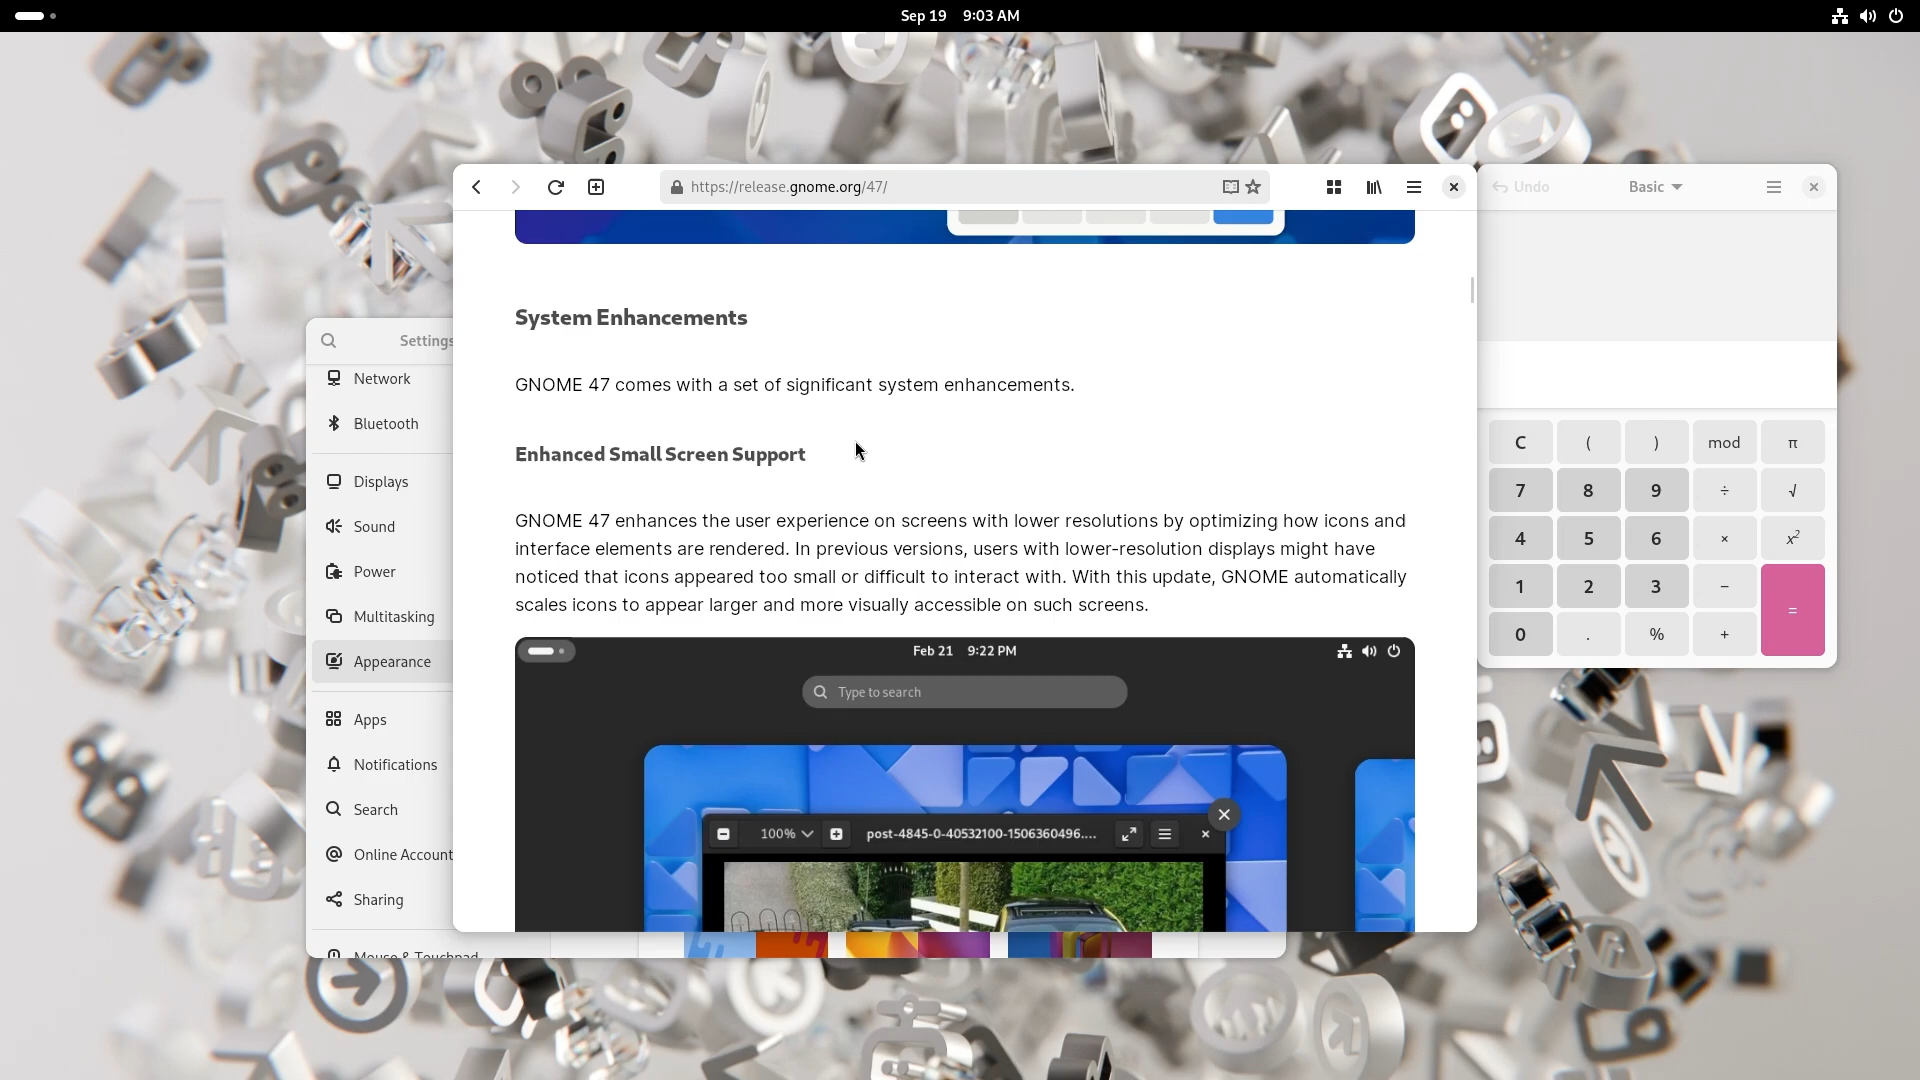 Sep 19 9:03 AM
https://release.gnome.org/47/
System Enhancements
GNOME 47 comes with a set of significant system enhancements.
Enhanced Small Screen Support
GNOME 47 enhances the user experience on screens with lower resolutions by optimizing how icons and
interface elements are rendered. In previous versions, users with lower-resolution displays might have
noticed that icons appeared too small or difficult to interact with. With this update, GNOME automatically
scales icons to appear larger and more visually accessible on such screens.
Feb 21 9:22 PM
Type to search
100% post-4845-0-40532100-1506360496....
Settings
Network
Bluetooth
Displays
Sound
Power
Multitasking
Appearance
Apps
Notifications
Search
Online Account
Sharing
Mouse & Touchpad
Undo Basic
C ( ) mod π
7 8 9 ÷ √
4 5 6 × x²
1 2 3 −
=
0 . % +